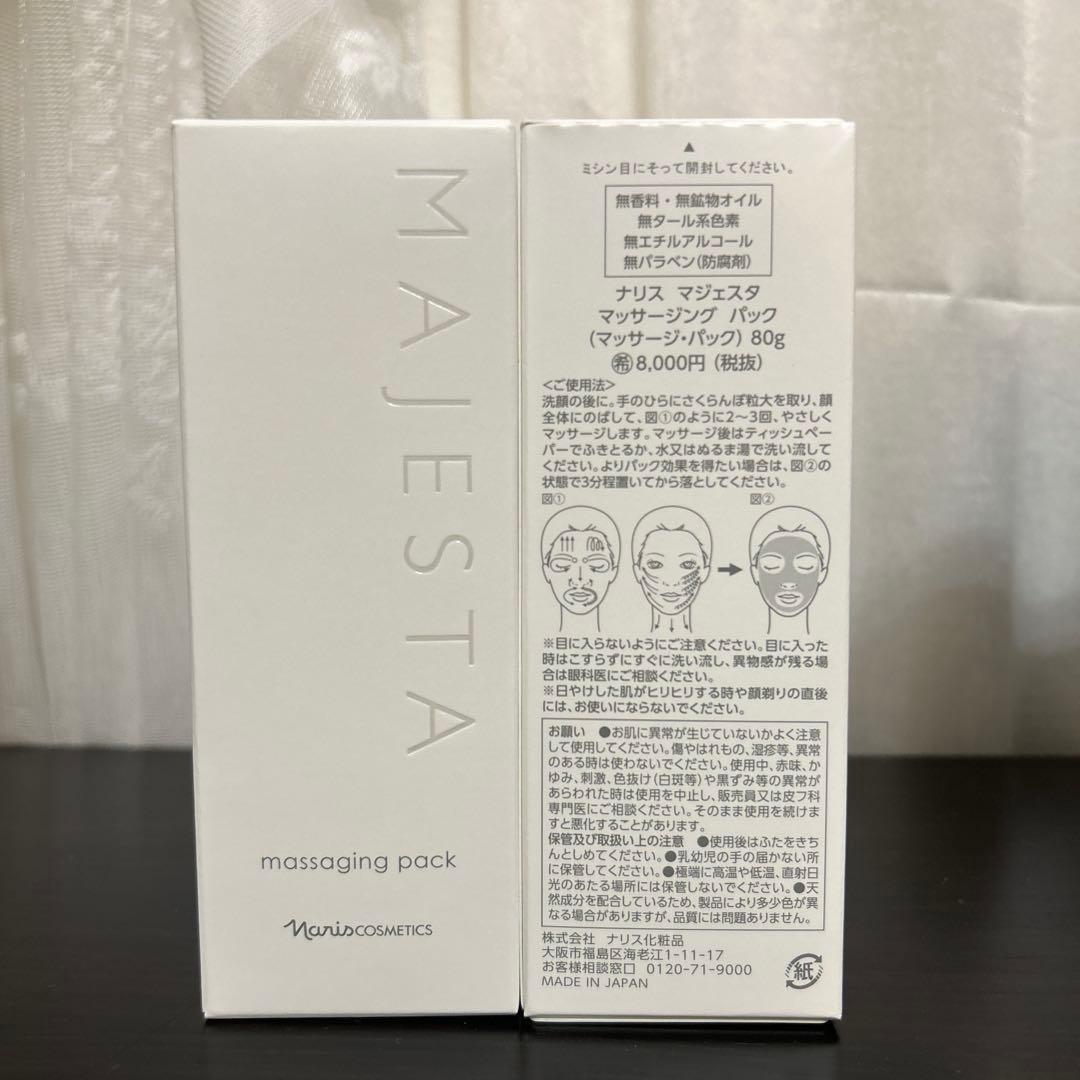 MAJESTA
massaging pack
Naris COSMETICS
▲
ミシン目にそって開封してください。
無香料・無鉱物オイル
無タール系色素
無エチルアルコール
無パラベン(防腐剤)
ナリス マジェスタ
マッサージング パック
(マッサージ・パック) 80g
㊗8,000円 (税抜)
<ご使用法>
洗顔の後に。手のひらにさくらんぼ粒大を取り、顔
全体にのばして、図①のように2〜3回、やさしく
マッサージします。マッサージ後はティッシュペー
パーでふきとるか、水又はぬるま湯で洗い流して
ください。よりパック効果を得たい場合は、図②の
状態で3分程置いてから落としてください。
図① 図②
※目に入らないようにご注意ください。目に入った
時はこすらずにすぐに洗い流し、異物感が残る場
合は眼科医にご相談ください。
※日やけした肌がヒリヒリする時や顔剃りの直後
には、お使いにならないでください。
お願い ●お肌に異常が生じていないかよく注意
して使用してください。傷やはれもの、湿疹等、異常
のある時は使わないでください。使用中、赤味、か
ゆみ、刺激、色抜け(白斑等)や黒ずみ等の異常が
あらわれた時は使用を中止し、販売員又は皮フ科
専門医にご相談ください。そのまま使用を続けま
すと悪化することがあります。
保管及び取扱い上の注意 ●使用後はふたをきち
んとしめてください。●乳幼児の手の届かない所
に保管してください。●極端に高温や低温、直射日
光のあたる場所には保管しないでください。●天
然成分を配合しているため、製品により多少色が異
なる場合がありますが、品質には問題ありません。
株式会社 ナリス化粧品
大阪市福島区海老江1-11-17
お客様相談窓口 0120-71-9000
MADE IN JAPAN
紙